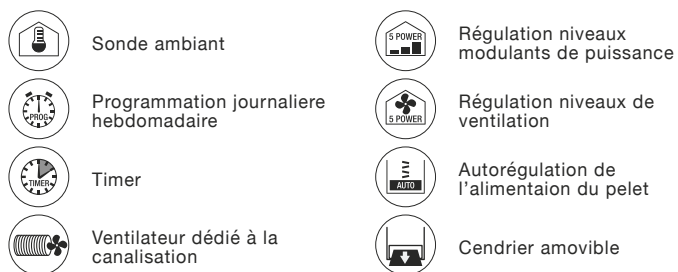 Sonde ambiant
PROG.
Programmation journaliere
hebdomadaire
TIMER
Timer
Ventilateur dédié à la
canalisation
5 POWER
Régulation niveaux
modulants de puissance
5 POWER
Régulation niveaux de
ventilation
AUTO
Autorégulation de
l'alimentaion du pelet
Cendrier amovible